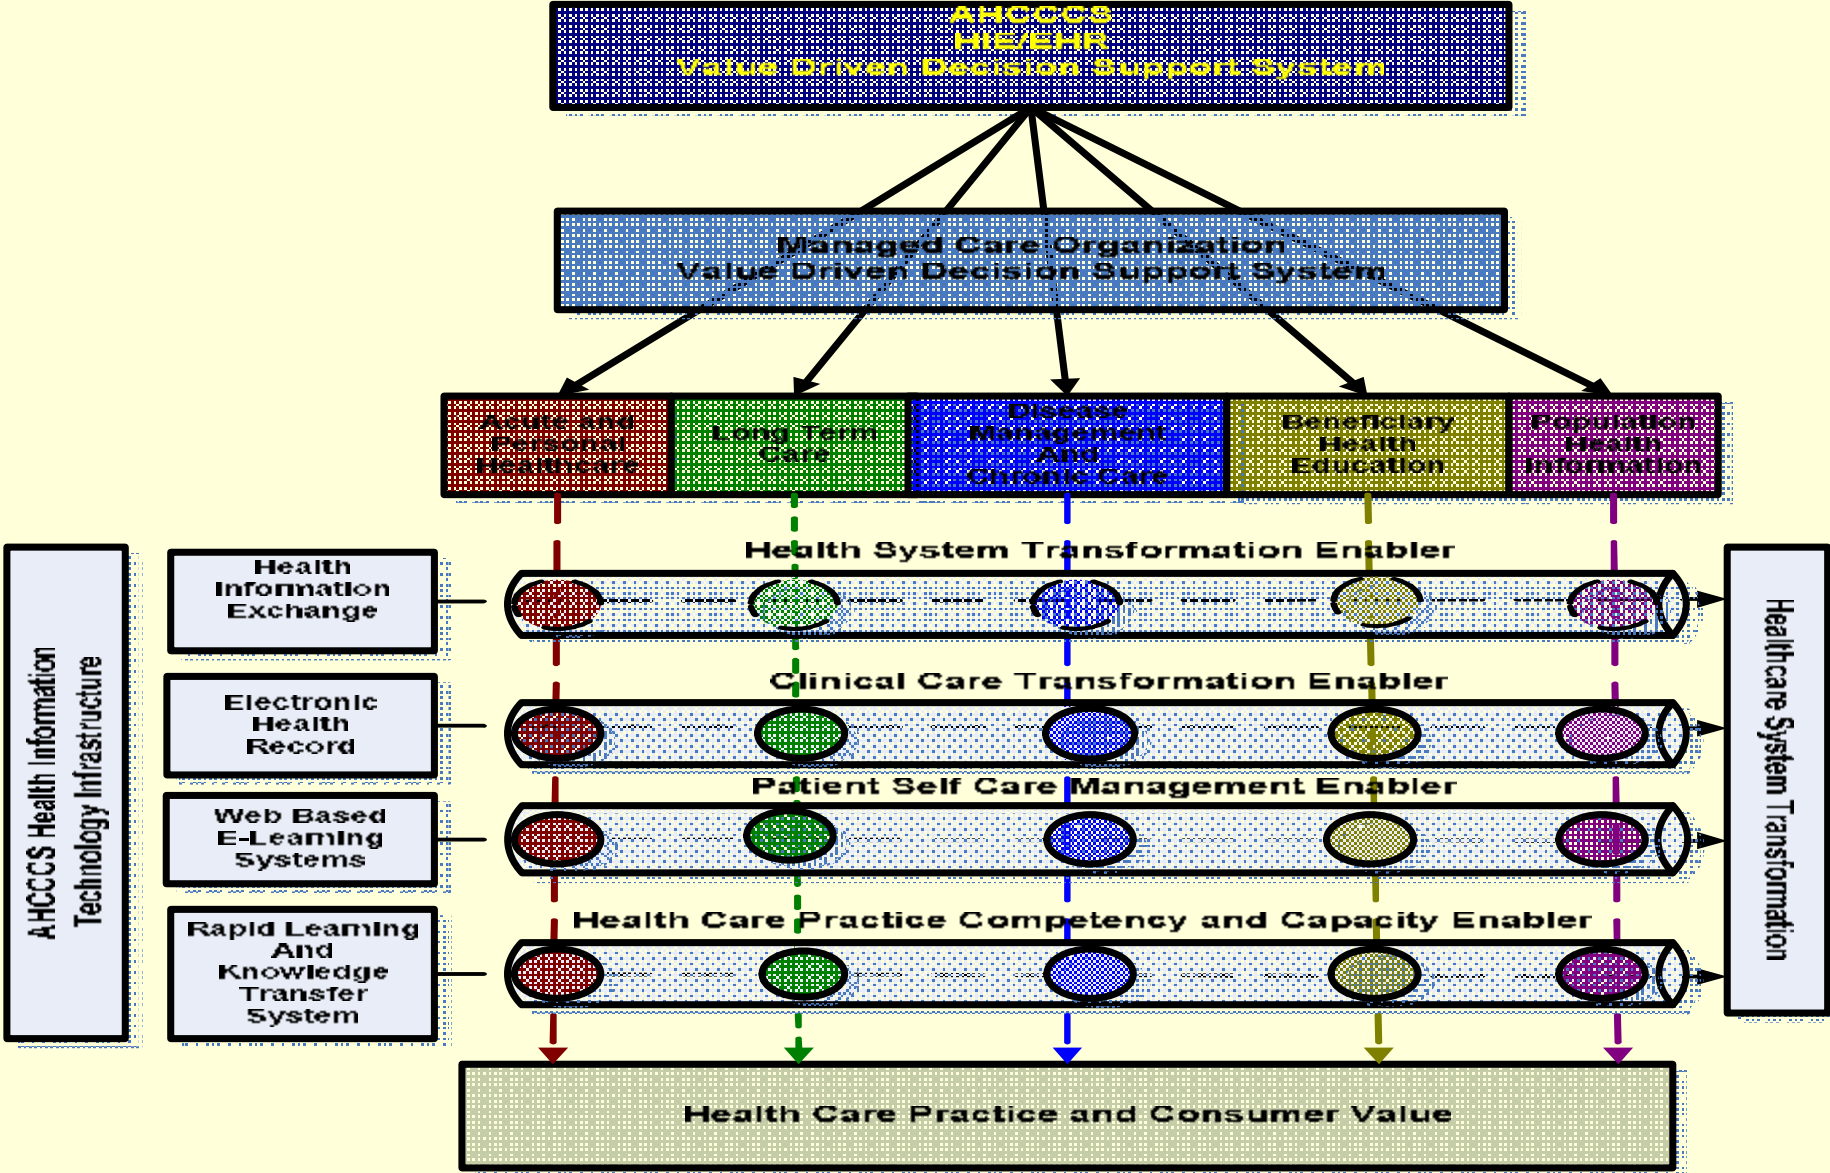 AHCCCS
HIE/EHR
Value Driven Decision Support System
Managed Care Organization
Value Driven Decision Support System
Acute and
Personal
Healthcare
Long Term
Care
Disease
Management
And
Chronic Care
Beneficiary
Health
Education
Population
Health
Information
AHCCCS Health Information
Technology Infrastructure
Health
Information
Exchange
Health System Transformation Enabler
Electronic
Health
Record
Clinical Care Transformation Enabler
Web Based
E-Learning
Systems
Patient Self Care Management Enabler
Rapid Learning
And
Knowledge
Transfer
System
Health Care Practice Competency and Capacity Enabler
Healthcare System Transformation
Health Care Practice and Consumer Value